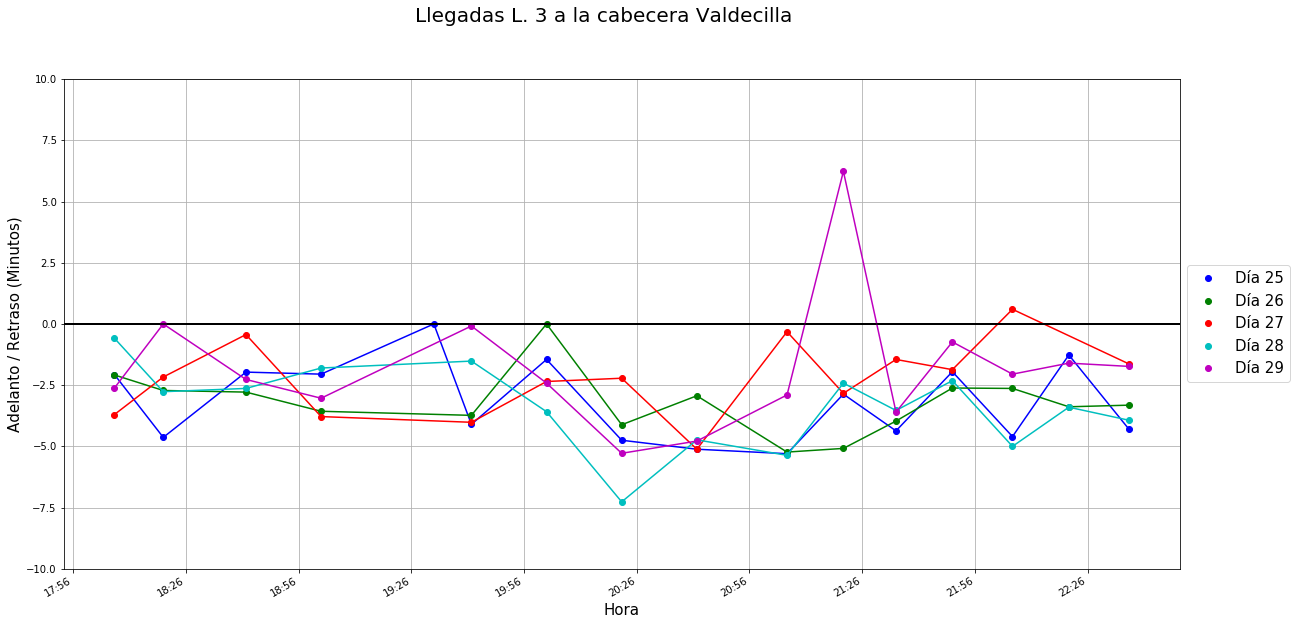 Llegadas L. 3 a la cabecera Valdecilla
Adelanto / Retraso (Minutos)
10.0
7.5
5.0
2.5
0.0
−2.5
−5.0
−7.5
−10.0
17:56
18:26
18:56
19:26
19:56
20:26
20:56
21:26
21:56
22:26
Hora
Día 25
Día 26
Día 27
Día 28
Día 29